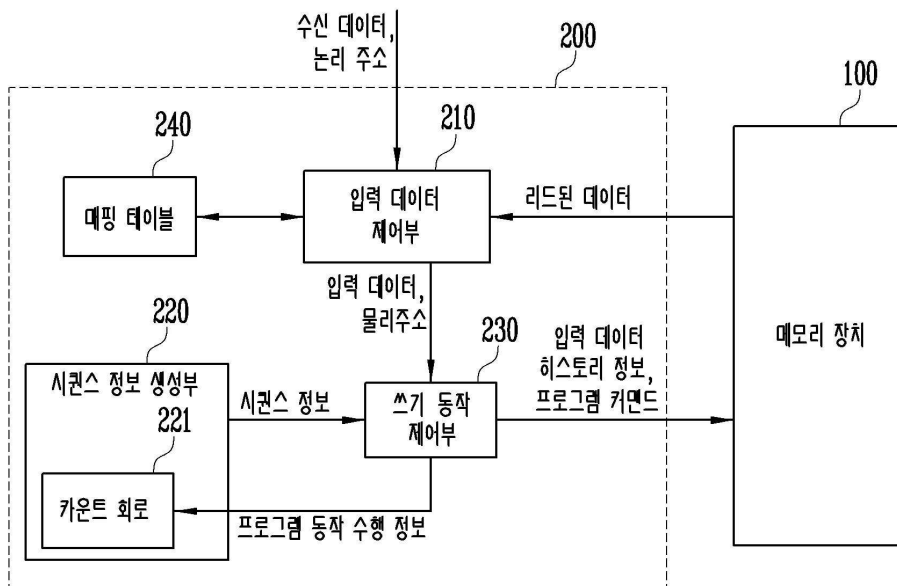 수신 데이터,
논리 주소
200
100
240
210
매핑 테이블
입력 데이터
제어부
리드된 데이터
입력 데이터,
물리주소
220
230
입력 데이터
히스토리 정보,
프로그램 커맨드
메모리 장치
시퀀스 정보 생성부
시퀀스 정보
쓰기 동작
제어부
221
카운트 회로
프로그램 동작 수행 정보